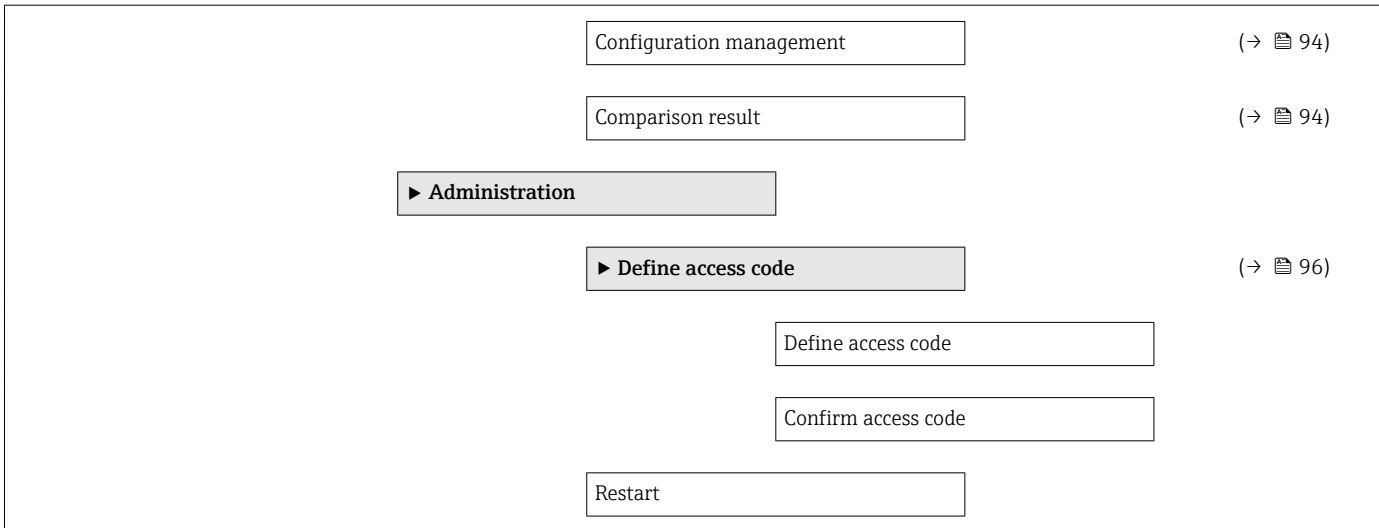 Configuration management (→ 🖹 94)
Comparison result (→ 🖹 94)
▶ Administration
▶ Define access code (→ 🖹 96)
Define access code
Confirm access code
Restart